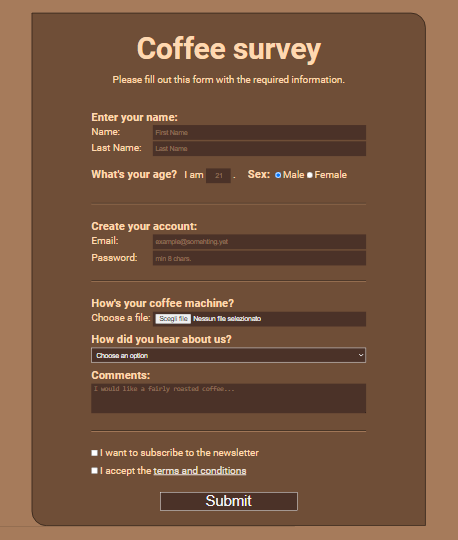 Coffee survey
Please fill out this form with the required information.
Enter your name:
Name: First Name
Last Name: Last Name
What's your age? I am 21 . Sex: Male Female
Create your account:
Email: example@somehting.yet
Password: min 8 chars.
How's your coffee machine?
Choose a file: Scegli file Nessun file selezionato
How did you hear about us?
Choose an option
Comments:
I would like a fairly roasted coffee...
I want to subscribe to the newsletter
I accept the terms and conditions
Submit